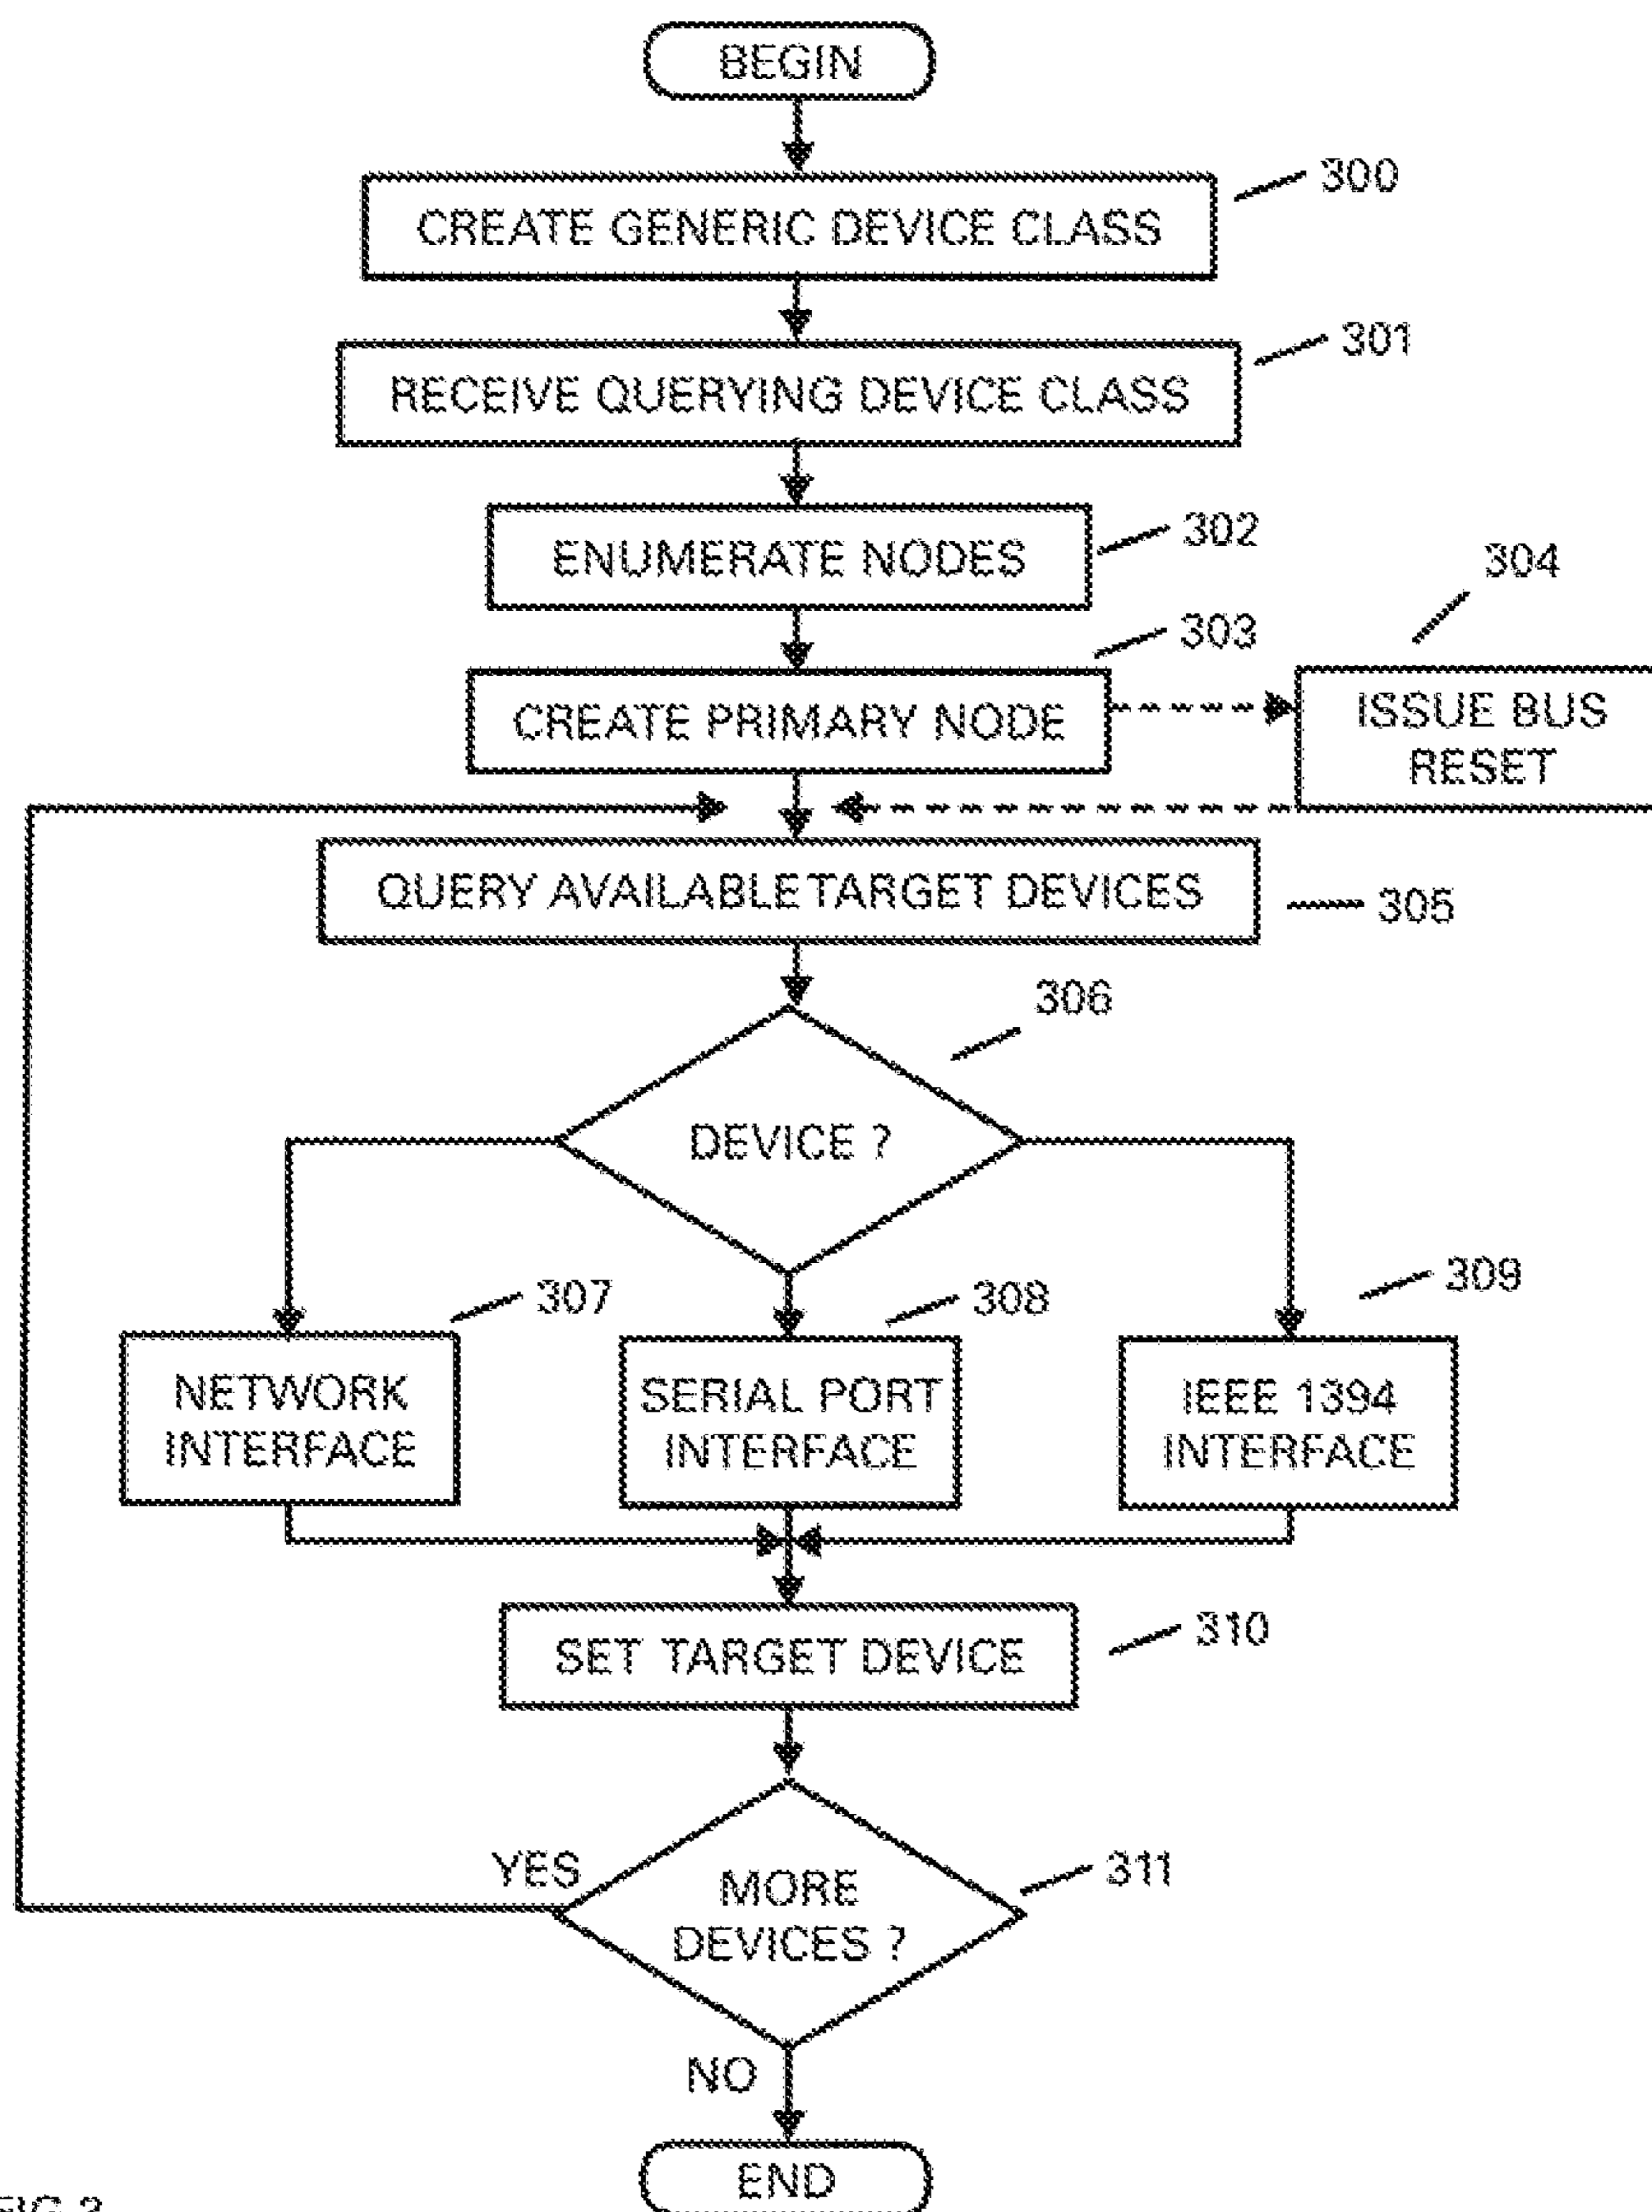 BEGIN
300
CREATE GENERIC DEVICE CLASS
301
RECEIVE QUERYING DEVICE CLASS
302
ENUMERATE NODES
304
303
CREATE PRIMARY NODE
ISSUE BUS
RESET
QUERY AVAILABLE TARGET DEVICES
305
306
DEVICE ?
307
308
309
NETWORK
INTERFACE
SERIAL PORT
INTERFACE
IEEE 1394
INTERFACE
SET TARGET DEVICE
310
YES
MORE
DEVICES ?
311
NO
END